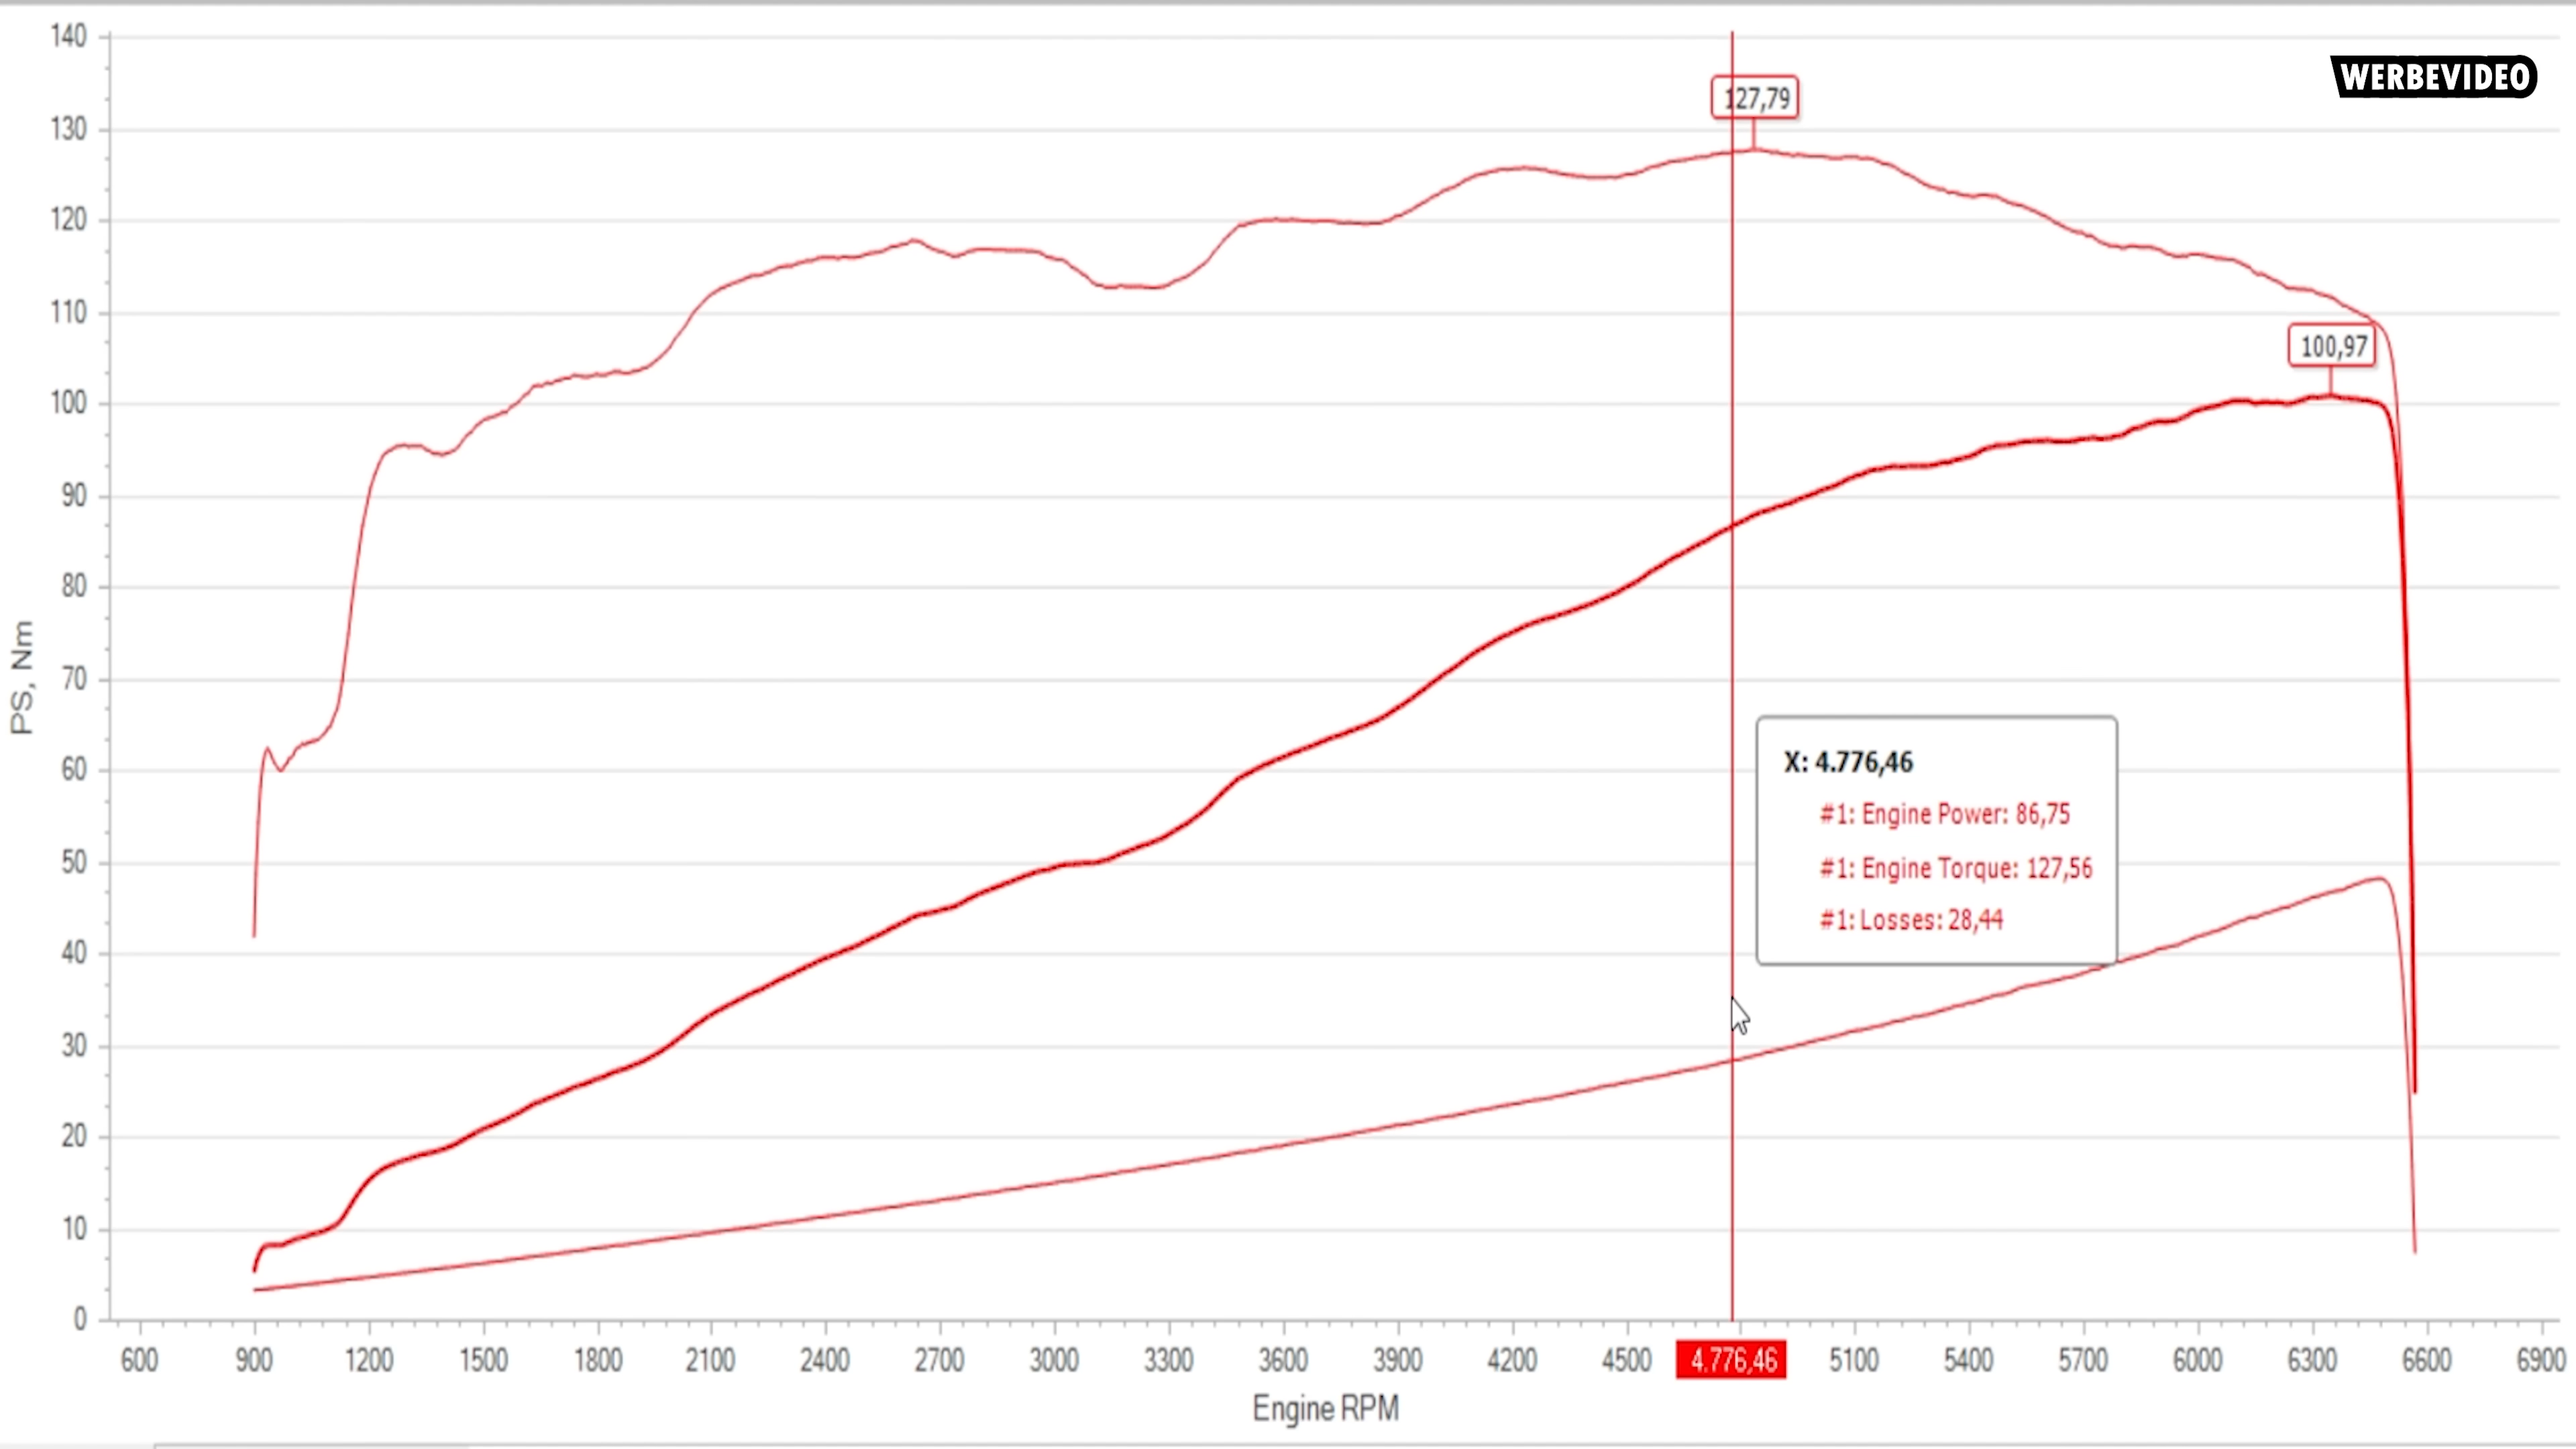 140
WERBEVIDEO
127,79
130
120
110
100,97
100
90
80
PS, Nm
70
X: 4.776,46
60
#1: Engine Power: 86,75
50
#1: Engine Torque: 127,56
#1: Losses: 28,44
40
30
20
10
0
600 900 1200 1500 1800 2100 2400 2700 3000 3300 3600 3900 4200 4500 4.776,46 5100 5400 5700 6000 6300 6600 6900
Engine RPM